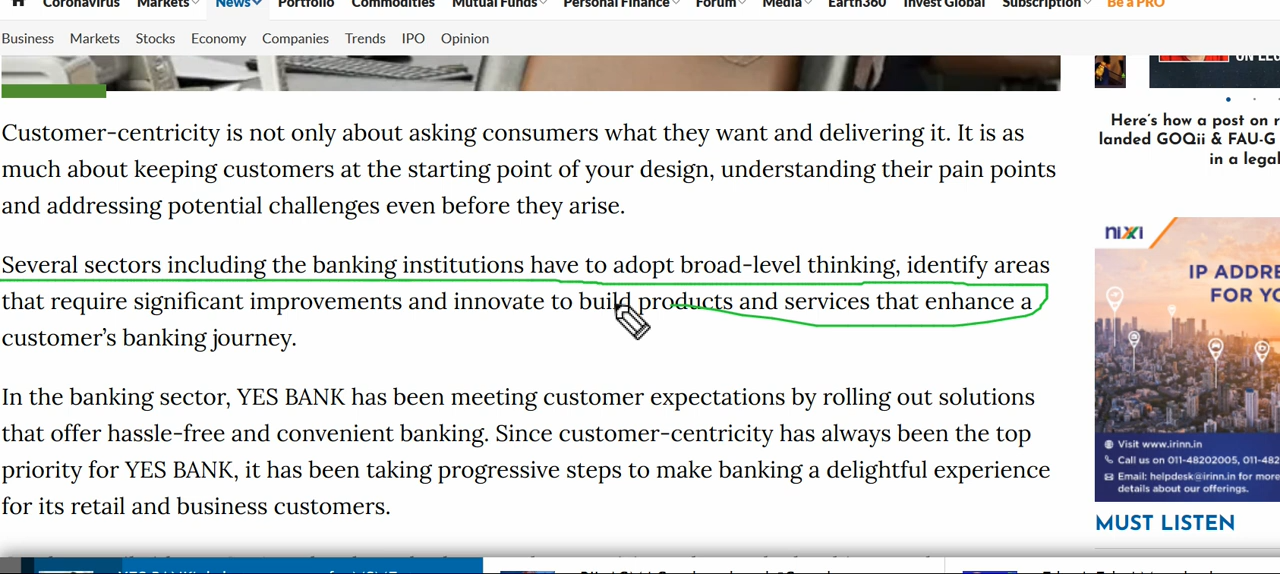 Coronavirus Markets News Portfolio Commodities Mutual Funds Personal Finance Forum Media Earth360 Invest Global Subscription Be a PRO
Business Markets Stocks Economy Companies Trends IPO Opinion
Customer-centricity is not only about asking consumers what they want and delivering it. It is as
much about keeping customers at the starting point of your design, understanding their pain points
and addressing potential challenges even before they arise.
Several sectors including the banking institutions have to adopt broad-level thinking, identify areas
that require significant improvements and innovate to build products and services that enhance a
customer's banking journey.
In the banking sector, YES BANK has been meeting customer expectations by rolling out solutions
that offer hassle-free and convenient banking. Since customer-centricity has always been the top
priority for YES BANK, it has been taking progressive steps to make banking a delightful experience
for its retail and business customers.
Here's how a post on
landed GOQii & FAU-G
in a legal
nixi
IP ADDRE
FOR YO
Visit www.irinn.in
Call us on 011-48202005, 011-482
Email: helpdesk@irinn.in for more
details about our offerings.
MUST LISTEN